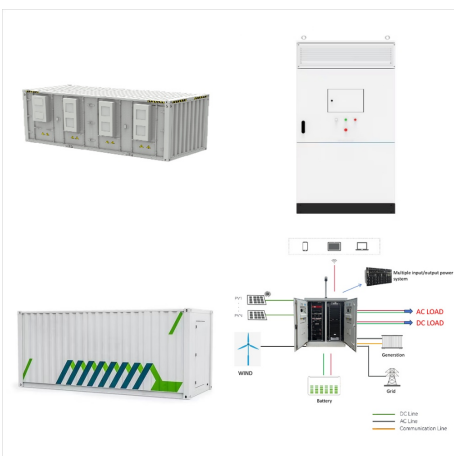 Multiple input/output power
system
PV1
PVn
AC LOAD
DC LOAD
WIND
Generation
Battery
Grid
DC Line
AC Line
Communication Line